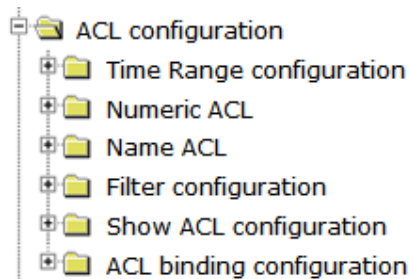 ACL configuration
Time Range configuration
Numeric ACL
Name ACL
Filter configuration
Show ACL configuration
ACL binding configuration